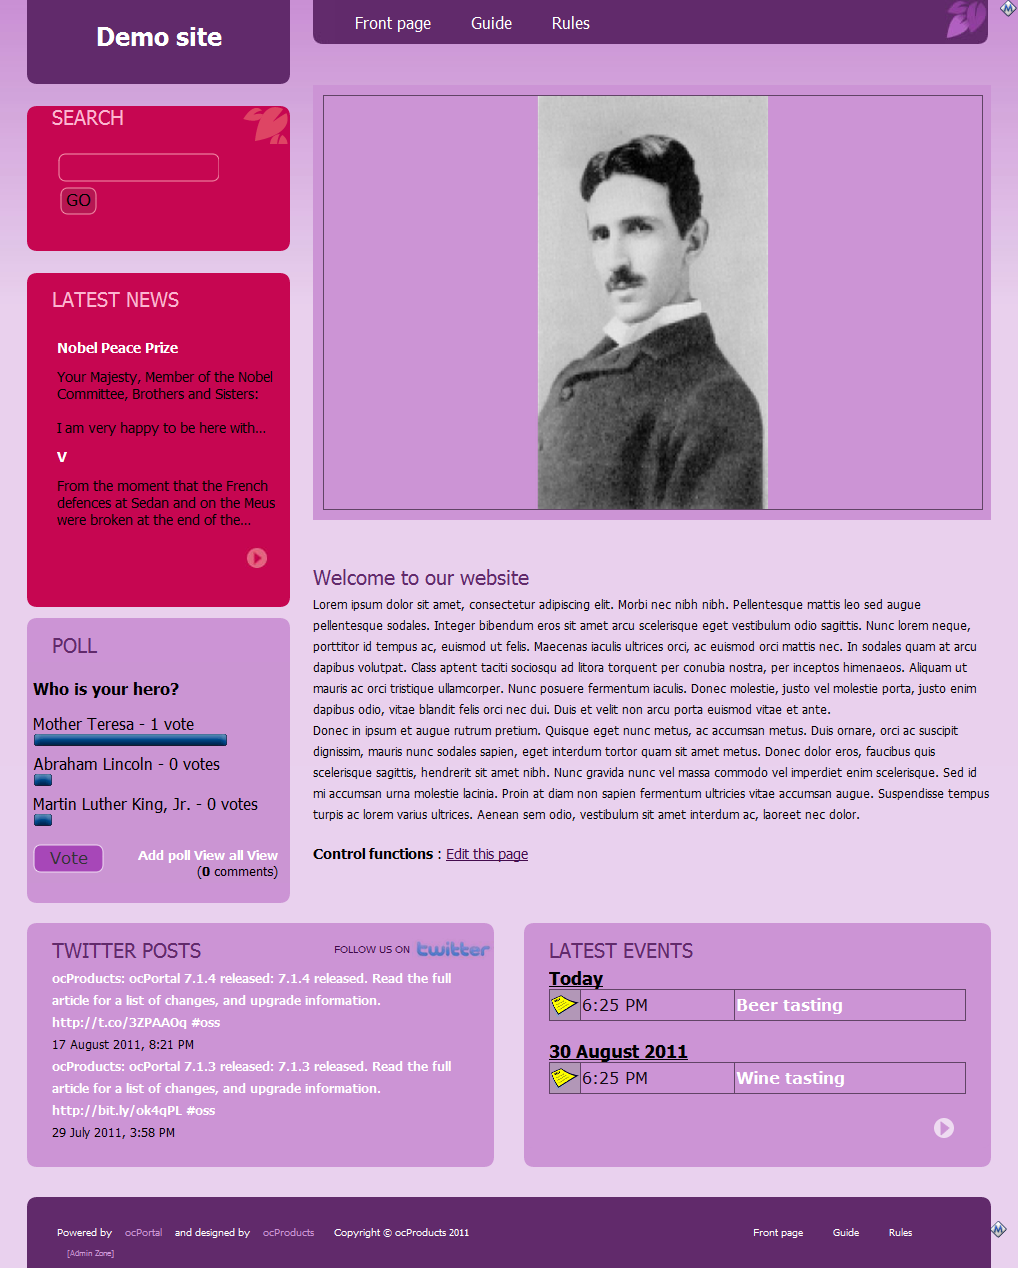 Demo site
Front page Guide Rules
SEARCH
GO
LATEST NEWS
Nobel Peace Prize
Your Majesty, Member of the Nobel
Committee, Brothers and Sisters:
I am very happy to be here with...
V
From the moment that the French
defences at Sedan and on the Meus
were broken at the end of the...
POLL
Who is your hero?
Mother Teresa - 1 vote
Abraham Lincoln - 0 votes
Martin Luther King, Jr. - 0 votes
Vote
Add poll View all View
(0 comments)
Welcome to our website
Lorem ipsum dolor sit amet, consectetur adipiscing elit. Morbi nec nibh nibh. Pellentesque mattis leo sed augue
pellentesque sodales. Integer bibendum eros sit amet arcu scelerisque eget vestibulum odio sagittis. Nunc lorem neque,
porttitor id tempus ac, euismod ut felis. Maecenas iaculis ultrices orci, ac euismod orci mattis nec. In sodales quam at arcu
dapibus volutpat. Class aptent taciti sociosqu ad litora torquent per conubia nostra, per inceptos himenaeos. Aliquam ut
mauris ac orci tristique ullamcorper. Nunc posuere fermentum iaculis. Donec molestie, justo vel molestie porta, justo enim
dapibus odio, vitae blandit felis orci nec dui. Duis et velit non arcu porta euismod vitae et ante.
Donec in ipsum et augue rutrum pretium. Quisque eget nunc metus, ac accumsan metus. Duis ornare, orci ac suscipit
dignissim, mauris nunc sodales sapien, eget interdum tortor quam sit amet metus. Donec dolor eros, faucibus quis
scelerisque sagittis, hendrerit sit amet nibh. Nunc gravida nunc vel massa commodo vel imperdiet enim scelerisque. Sed id
mi accumsan urna molestie lacinia. Proin at diam non sapien fermentum ultricies vitae accumsan augue. Suspendisse tempus
turpis ac lorem varius ultrices. Aenean sem odio, vestibulum sit amet interdum ac, laoreet nec dolor.
Control functions : Edit this page
TWITTER POSTS
FOLLOW US ON twitter
ocProducts: ocPortal 7.1.4 released: 7.1.4 released. Read the full
article for a list of changes, and upgrade information.
http://t.co/3ZPAAOq #oss
17 August 2011, 8:21 PM
ocProducts: ocPortal 7.1.3 released: 7.1.3 released. Read the full
article for a list of changes, and upgrade information.
http://bit.ly/ok4qPL #oss
29 July 2011, 3:58 PM
LATEST EVENTS
Today
6:25 PM Beer tasting
30 August 2011
6:25 PM Wine tasting
Powered by ocPortal and designed by ocProducts Copyright © ocProducts 2011
Front page Guide Rules
[Admin Zone]
M
M